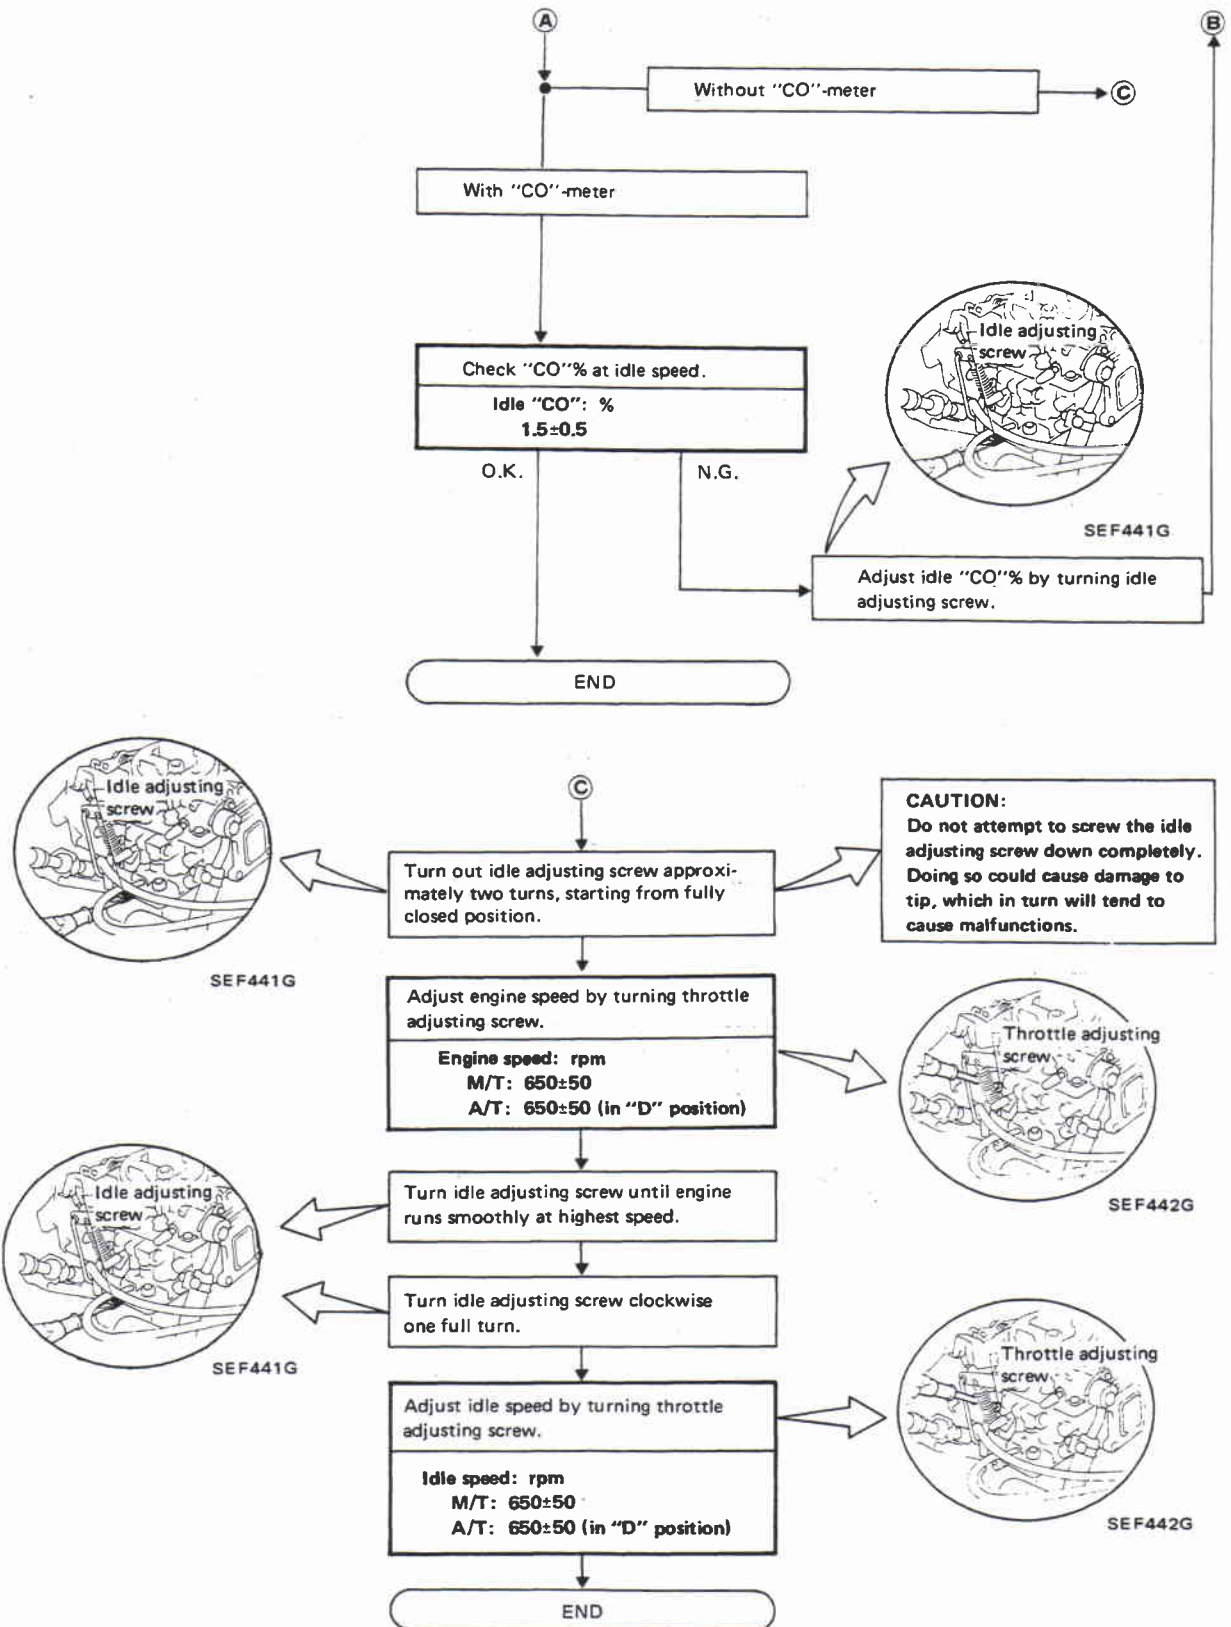 A
B
Without "CO"-meter
C
With "CO"-meter
Idle adjusting
screw
Check "CO"% at idle speed.
Idle "CO": %
1.5±0.5
O.K.
N.G.
SEF441G
Adjust idle "CO"% by turning idle
adjusting screw.
END
Idle adjusting
screw
SEF441G
C
Turn out idle adjusting screw approxi-
mately two turns, starting from fully
closed position.
CAUTION:
Do not attempt to screw the idle
adjusting screw down completely.
Doing so could cause damage to
tip, which in turn will tend to
cause malfunctions.
Adjust engine speed by turning throttle
adjusting screw.
Engine speed: rpm
M/T: 650±50
A/T: 650±50 (in "D" position)
Throttle adjusting
screw
SEF442G
Idle adjusting
screw
SEF441G
Turn idle adjusting screw until engine
runs smoothly at highest speed.
Turn idle adjusting screw clockwise
one full turn.
Adjust idle speed by turning throttle
adjusting screw.
Idle speed: rpm
M/T: 650±50
A/T: 650±50 (in "D" position)
Throttle adjusting
screw
SEF442G
END